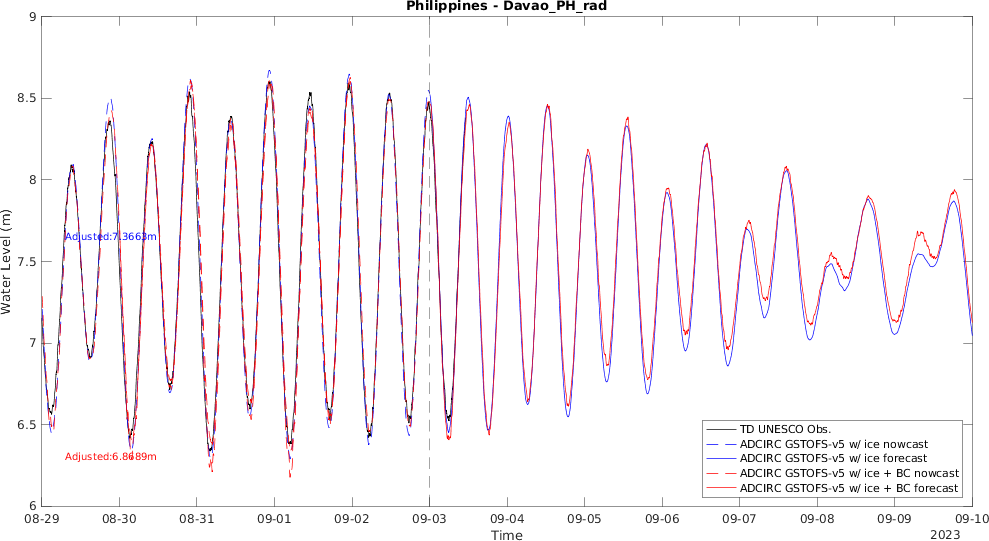 Philippines - Davao_PH_rad
9
8.5
8
7.5
7
6.5
6
Water Level (m)
Adjusted:7.3663m
Adjusted:6.8689m
TD UNESCO Obs.
ADCIRC GSTOFS-v5 w/ ice nowcast
ADCIRC GSTOFS-v5 w/ ice forecast
ADCIRC GSTOFS-v5 w/ ice + BC nowcast
ADCIRC GSTOFS-v5 w/ ice + BC forecast
08-29 08-30 08-31 09-01 09-02 09-03 09-04 09-05 09-06 09-07 09-08 09-09 09-10
Time
2023